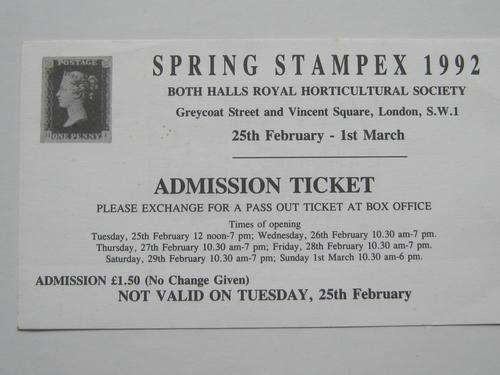 POSTAGE
ONE PENNY
SPRING STAMPEX 1992
BOTH HALLS ROYAL HORTICULTURAL SOCIETY
Greycoat Street and Vincent Square, London, S.W.1
25th February - 1st March
ADMISSION TICKET
PLEASE EXCHANGE FOR A PASS OUT TICKET AT BOX OFFICE
Times of opening
Tuesday, 25th February 12 noon-7 pm; Wednesday, 26th February 10.30 am-7 pm.
Thursday, 27th February 10.30 am-7 pm; Friday, 28th February 10.30 am-7 pm.
Saturday, 29th February 10.30 am-7 pm; Sunday 1st March 10.30 am-6 pm.
ADMISSION £1.50 (No Change Given)
NOT VALID ON TUESDAY, 25th February